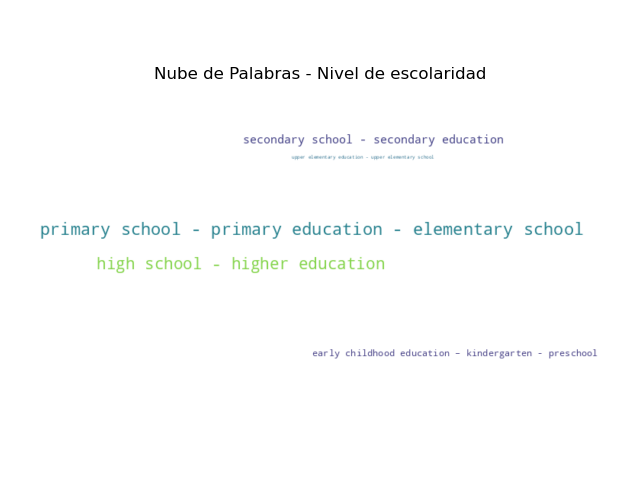 Nube de Palabras - Nivel de escolaridad
secondary school - secondary education
upper elementary education - upper elementary school
primary school - primary education - elementary school
high school - higher education
early childhood education - kindergarten - preschool